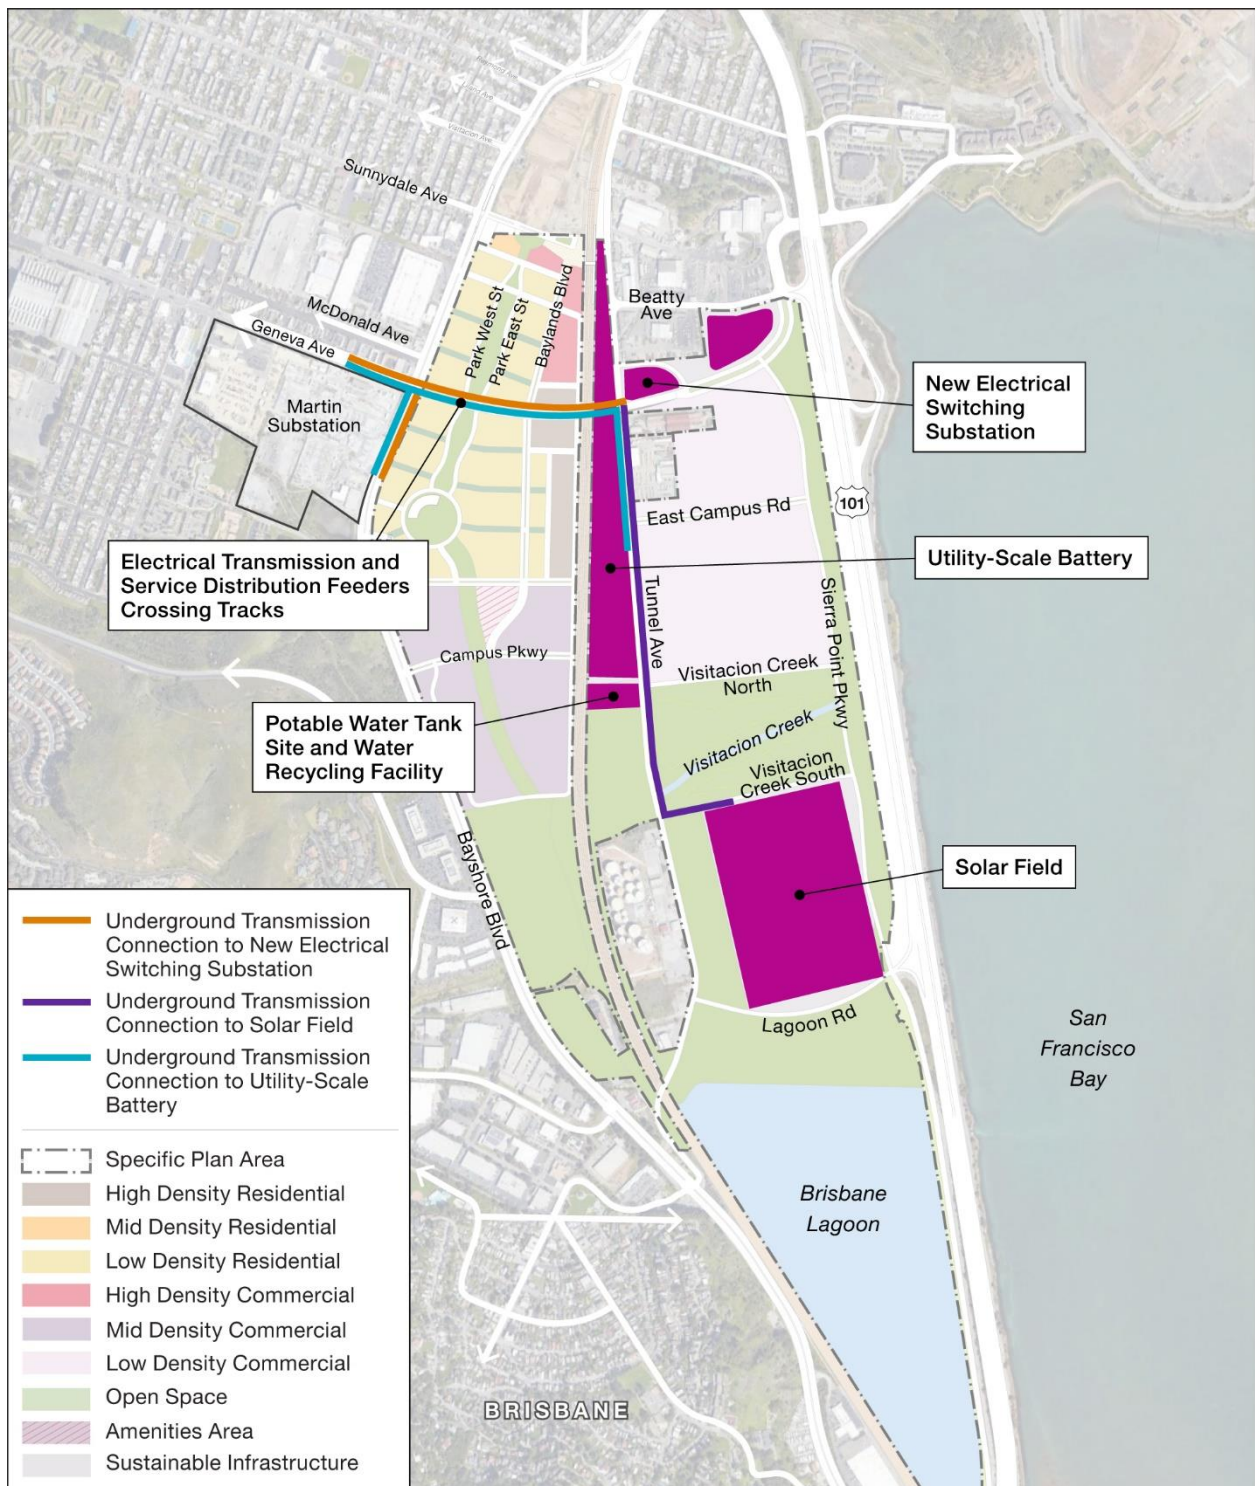 Visitacion Ave
Sunnydale Ave
McDonald Ave
Geneva Ave
Martin
Substation
Park West St
Park East St
Baylands Blvd
Beatty
Ave
New Electrical
Switching
Substation
101
East Campus Rd
Electrical Transmission and
Service Distribution Feeders
Crossing Tracks
Utility-Scale Battery
Tunnel Ave
Sierra Point Pkwy
Campus Pkwy
Visitacion Creek
North
Potable Water Tank
Site and Water
Recycling Facility
Visitacion Creek
Visitacion
Creek South
Bayshore Blvd
Solar Field
Lagoon Rd
San
Francisco
Bay
Brisbane
Lagoon
BRISBANE
Underground Transmission
Connection to New Electrical
Switching Substation
Underground Transmission
Connection to Solar Field
Underground Transmission
Connection to Utility-Scale
Battery
Specific Plan Area
High Density Residential
Mid Density Residential
Low Density Residential
High Density Commercial
Mid Density Commercial
Low Density Commercial
Open Space
Amenities Area
Sustainable Infrastructure